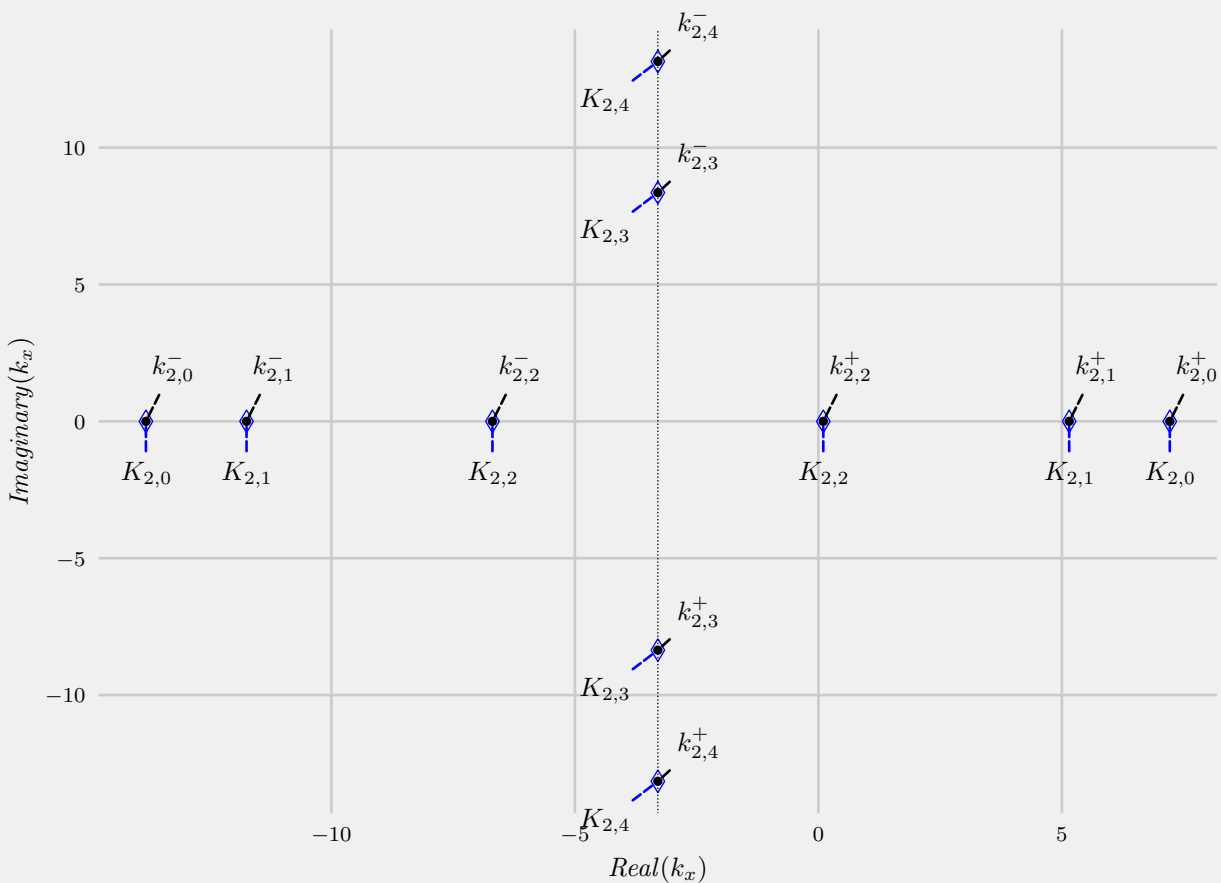 k_{2,4}^-
K_{2,4}
10
k_{2,3}^-
K_{2,3}
5
k_{2,0}^- k_{2,1}^- k_{2,2}^- k_{2,2}^+ k_{2,1}^+ k_{2,0}^+
0
K_{2,0} K_{2,1} K_{2,2} K_{2,2} K_{2,1} K_{2,0}
Imaginary(k_x)
−5
k_{2,3}^+
K_{2,3}
−10
k_{2,4}^+
K_{2,4}
−10 −5 0 5
Real(k_x)